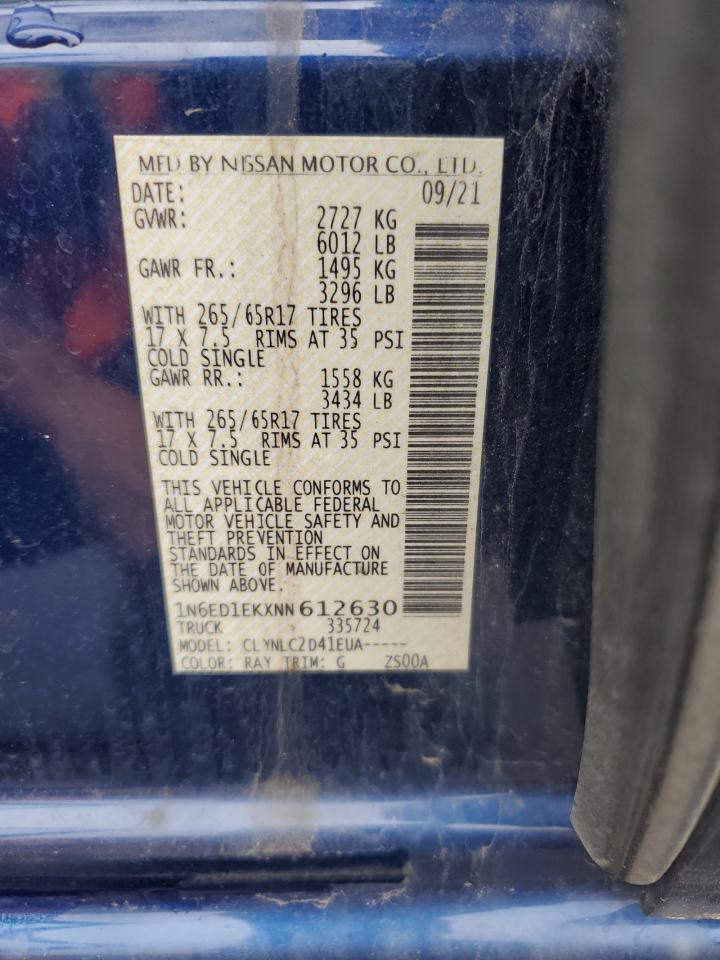 MFD BY NISSAN MOTOR CO., LTD.
DATE: 09/21
GVWR: 2727 KG
6012 LB
GAWR FR.: 1495 KG
3296 LB
WITH 265/65R17 TIRES
17 X 7.5 RIMS AT 35 PSI
COLD SINGLE
GAWR RR.: 1558 KG
3434 LB
WITH 265/65R17 TIRES
17 X 7.5 RIMS AT 35 PSI
COLD SINGLE
THIS VEHICLE CONFORMS TO
ALL APPLICABLE FEDERAL
MOTOR VEHICLE SAFETY AND
THEFT PREVENTION
STANDARDS IN EFFECT ON
THE DATE OF MANUFACTURE
SHOWN ABOVE.
1N6ED1EKXNN612630
TRUCK 335724
MODEL: CLYNLC2D41EUA-----
COLOR: RAY TRIM: G ZS00A